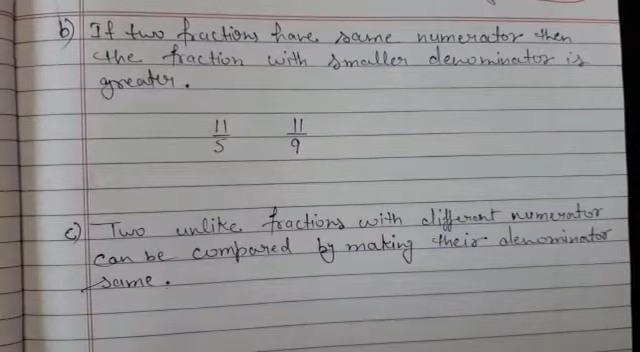 b) If two fractions have same numerator then
the fraction with smaller denominator is
greater.
11/5 11/9
c) Two unlike fractions with different numerator
can be compared by making their denominator
same.